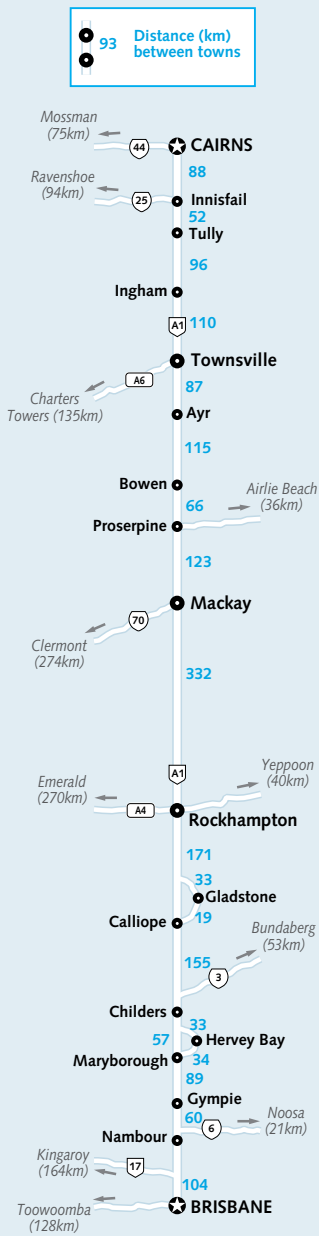 93
Distance (km)
between towns
Mossman
(75km)
44
CAIRNS
88
Ravenshoe
(94km)
25
Innisfail
52
Tully
96
Ingham
A1
110
Townsville
A6
87
Charters
Towers (135km)
Ayr
115
Bowen
66
Airlie Beach
(36km)
Proserpine
123
Mackay
70
Clermont
(274km)
332
A1
Yeppoon
(40km)
Emerald
(270km)
A4
Rockhampton
171
33
Gladstone
19
Calliope
Bundaberg
(53km)
155
3
Childers
33
57
Hervey Bay
Maryborough
34
89
Gympie
60
6
Noosa
(21km)
Nambour
Kingaroy
(164km)
17
104
BRISBANE
Toowoomba
(128km)